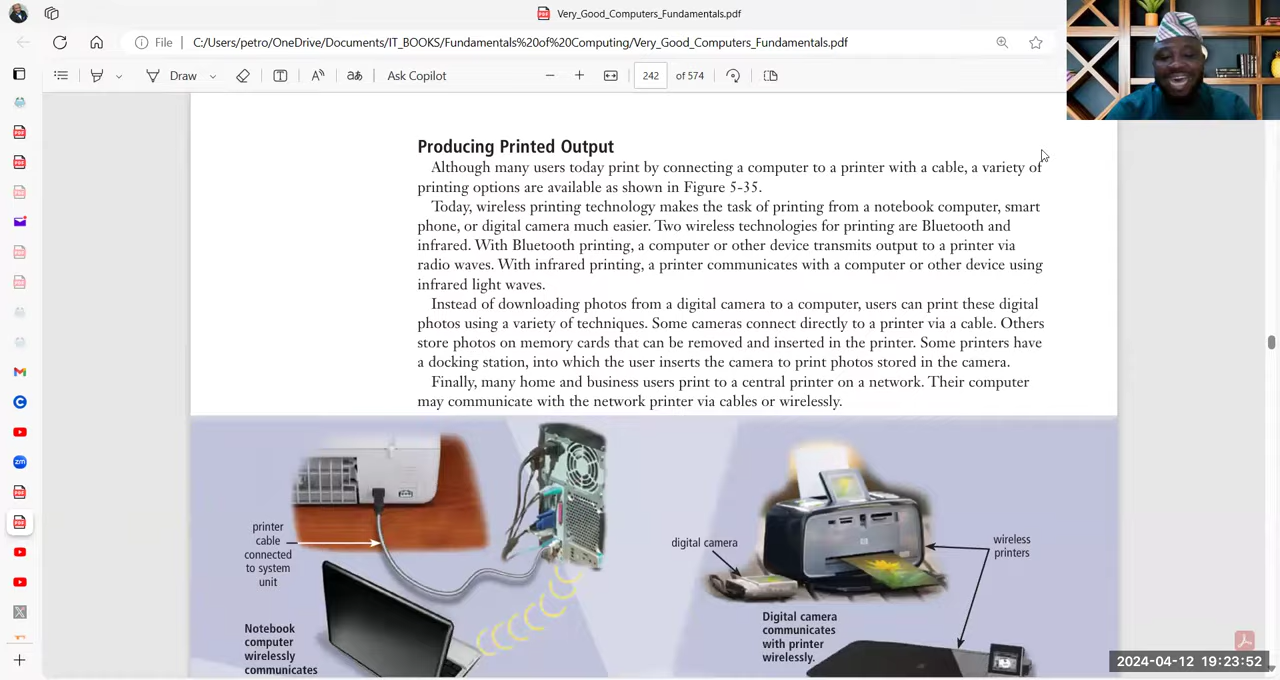 Very_Good_Computers_Fundamentals.pdf
File
C:/Users/petro/OneDrive/Documents/IT_BOOKS/Fundamentals%20of%20Computing/Very_Good_Computers_Fundamentals.pdf
Draw
Ask Copilot
242 of 574
Producing Printed Output
Although many users today print by connecting a computer to a printer with a cable, a variety of
printing options are available as shown in Figure 5-35.
Today, wireless printing technology makes the task of printing from a notebook computer, smart
phone, or digital camera much easier. Two wireless technologies for printing are Bluetooth and
infrared. With Bluetooth printing, a computer or other device transmits output to a printer via
radio waves. With infrared printing, a printer communicates with a computer or other device using
infrared light waves.
Instead of downloading photos from a digital camera to a computer, users can print these digital
photos using a variety of techniques. Some cameras connect directly to a printer via a cable. Others
store photos on memory cards that can be removed and inserted in the printer. Some printers have
a docking station, into which the user inserts the camera to print photos stored in the camera.
Finally, many home and business users print to a central printer on a network. Their computer
may communicate with the network printer via cables or wirelessly.
printer
cable
connected
to system
unit
Notebook
computer
wirelessly
communicates
digital camera
wireless
printers
Digital camera
communicates
with printer
wirelessly.
2024-04-12 19:23:52